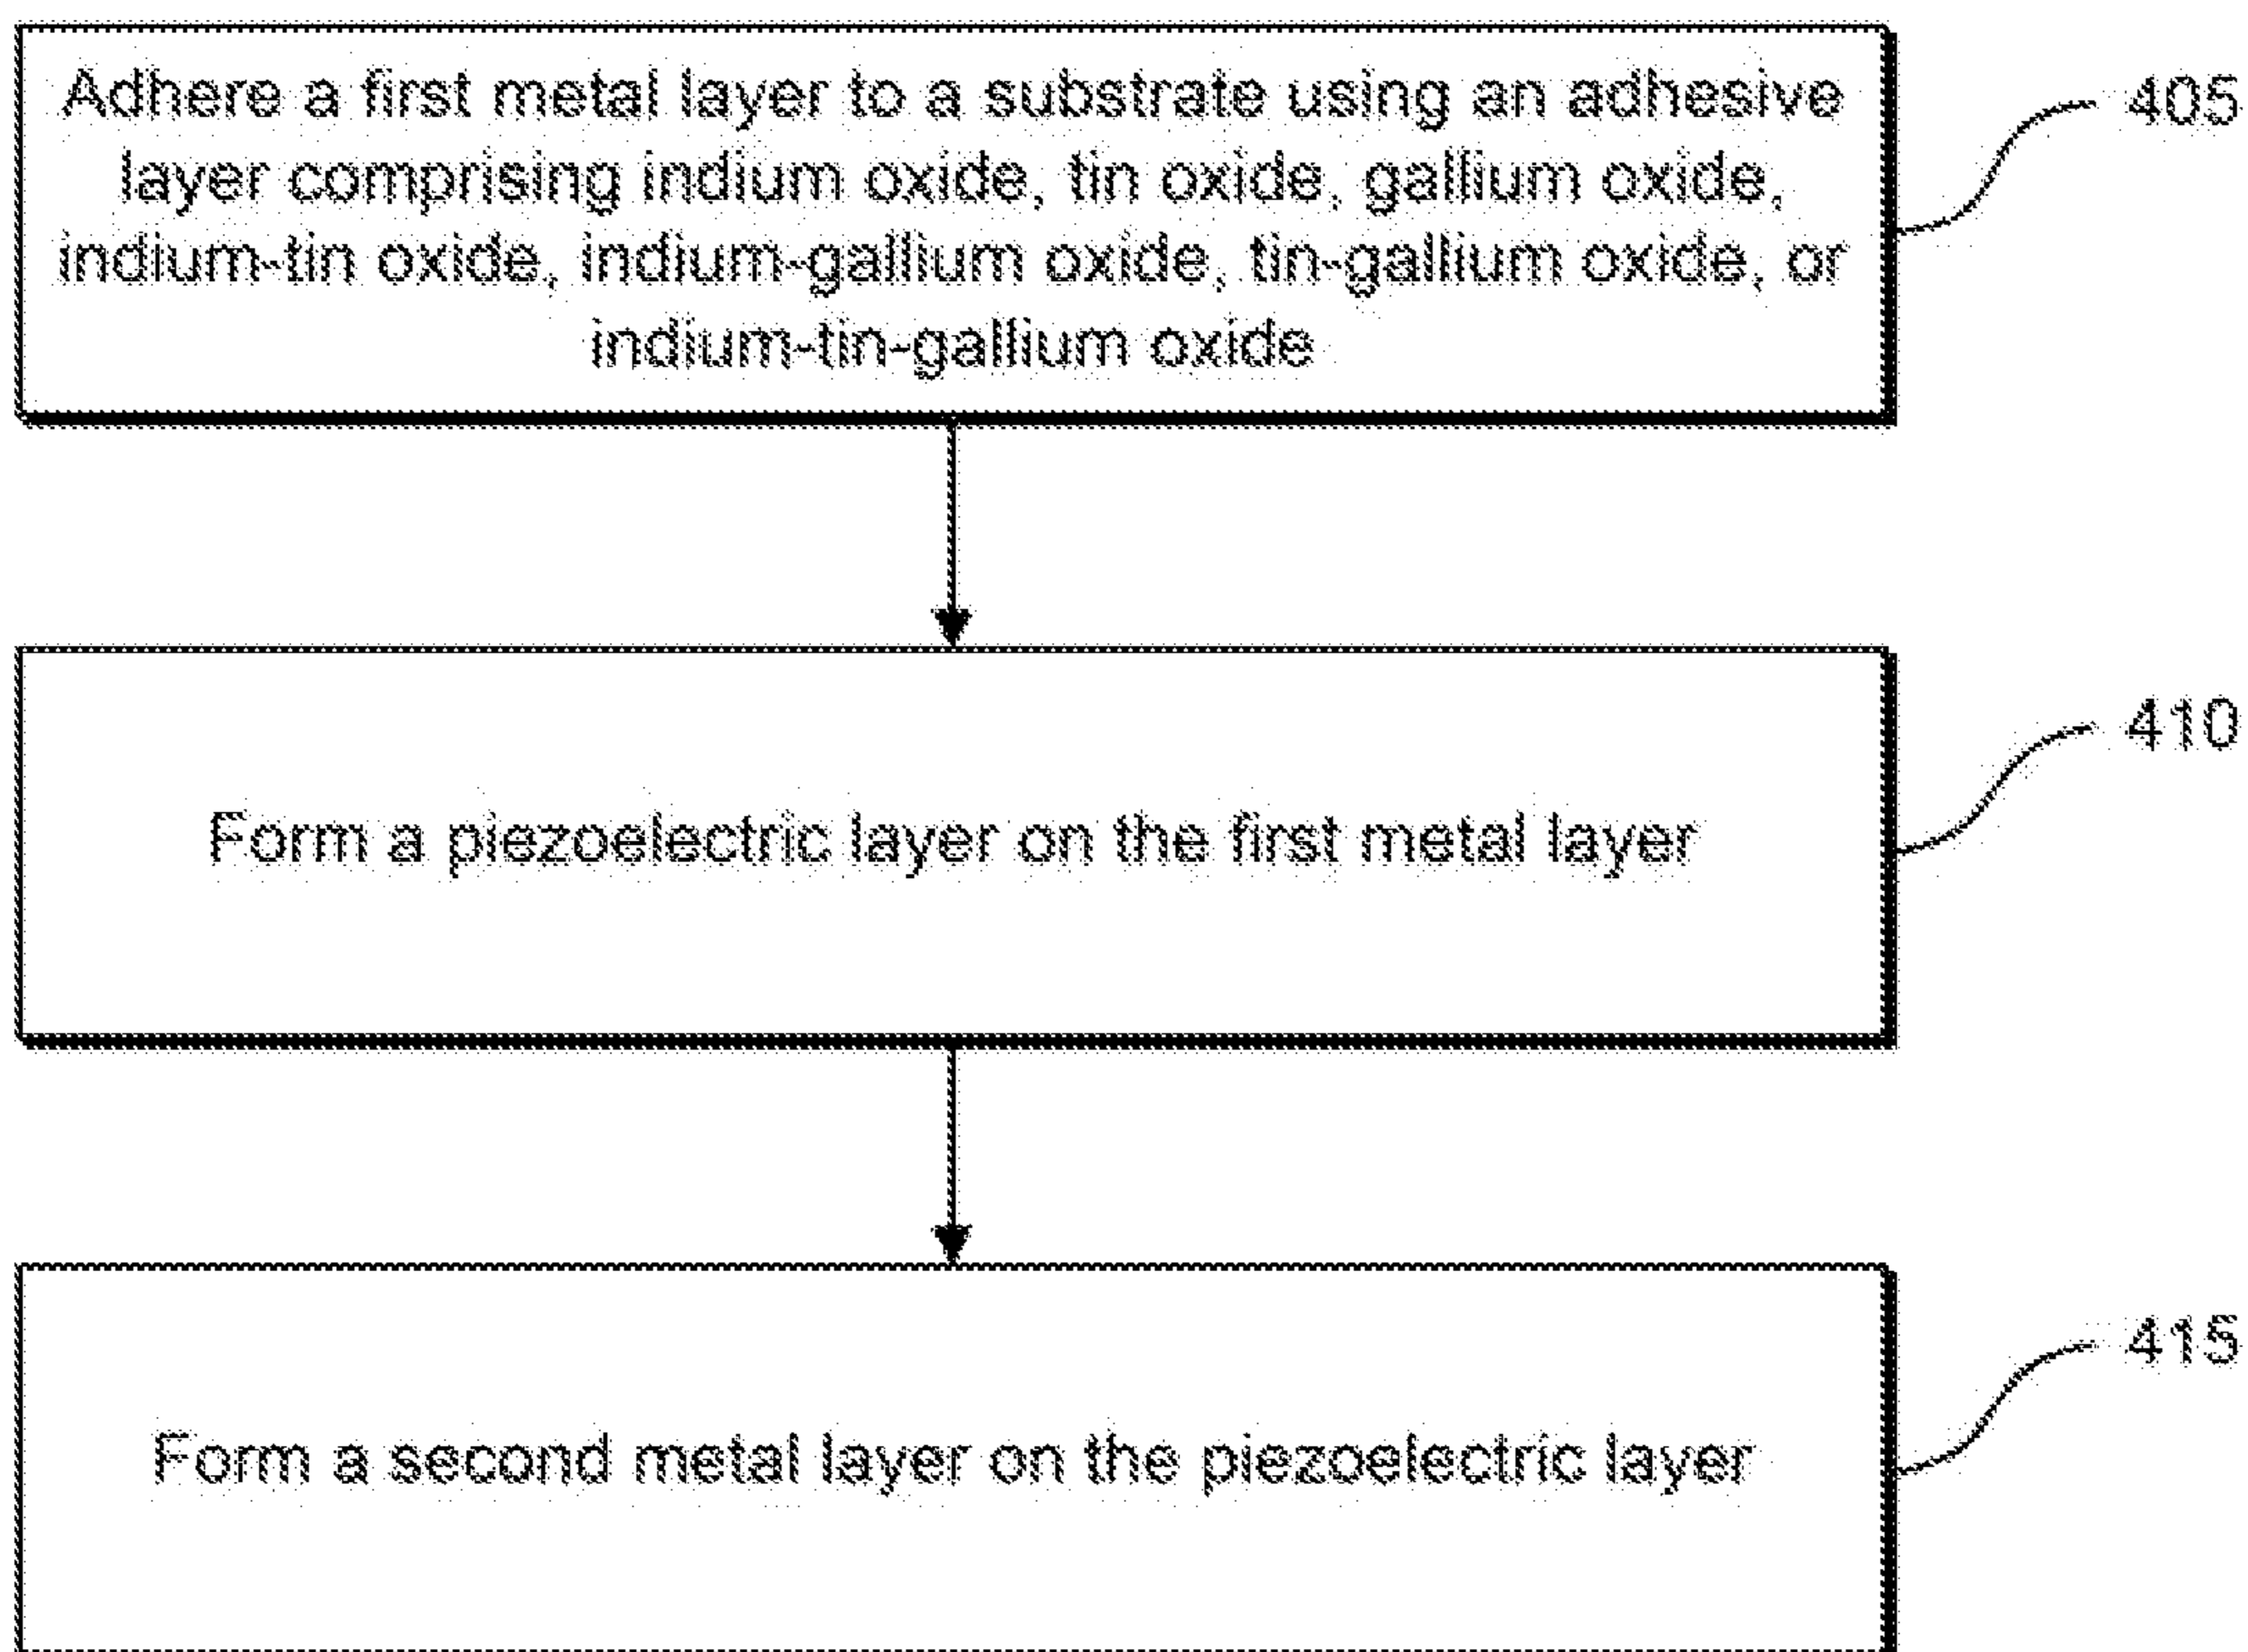 Adhere a first metal layer to a substrate using an adhesive
layer comprising indium oxide, tin oxide, gallium oxide,
indium-tin oxide, indium-gallium oxide, tin-gallium oxide, or
indium-tin-gallium oxide
405
Form a piezoelectric layer on the first metal layer
410
Form a second metal layer on the piezoelectric layer
415